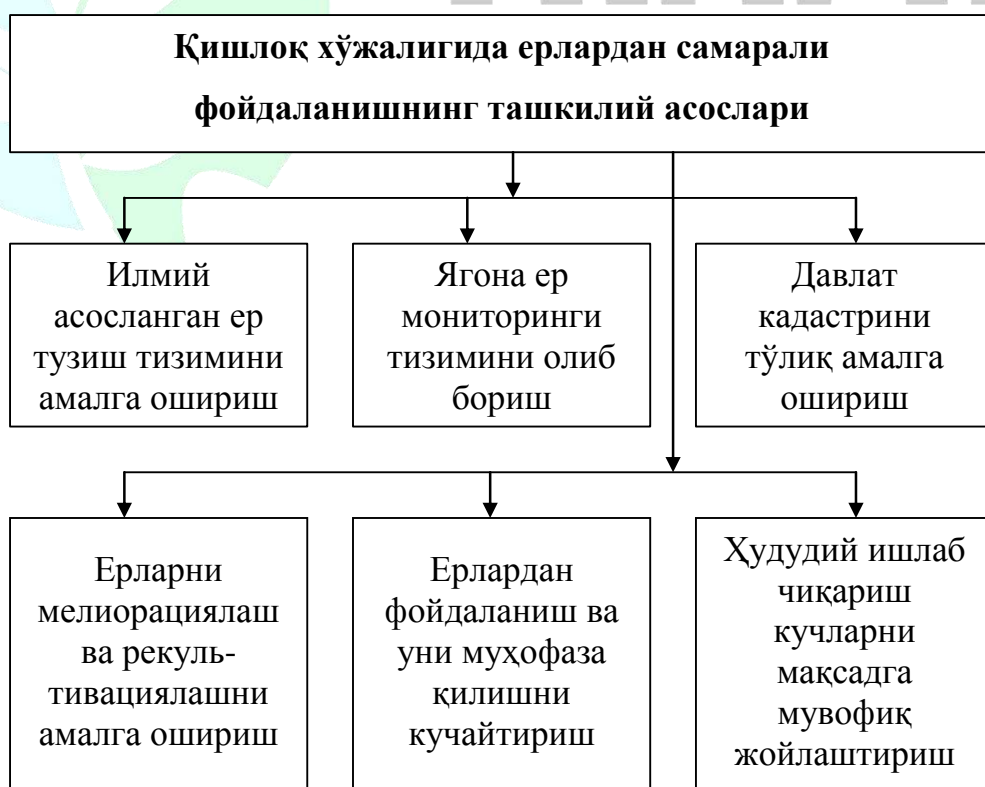 Қишлоқ хўжалигида ерлардан самарали
фойдаланишнинг ташкилий асослари
Илмий
асосланган ер
тузиш тизимини
амалга ошириш
Ягона ер
мониторинги
тизимини олиб
бориш
Давлат
кадастрини
тўлиқ амалга
ошириш
Ерларни
мелиорациялаш
ва рекуль-
тивациялашни
амалга ошириш
Ерлардан
фойдаланиш ва
уни муҳофаза
қилишни
кучайтириш
Ҳудудий ишлаб
чиқариш
кучларни
мақсадга
мувофиқ
жойлаштириш